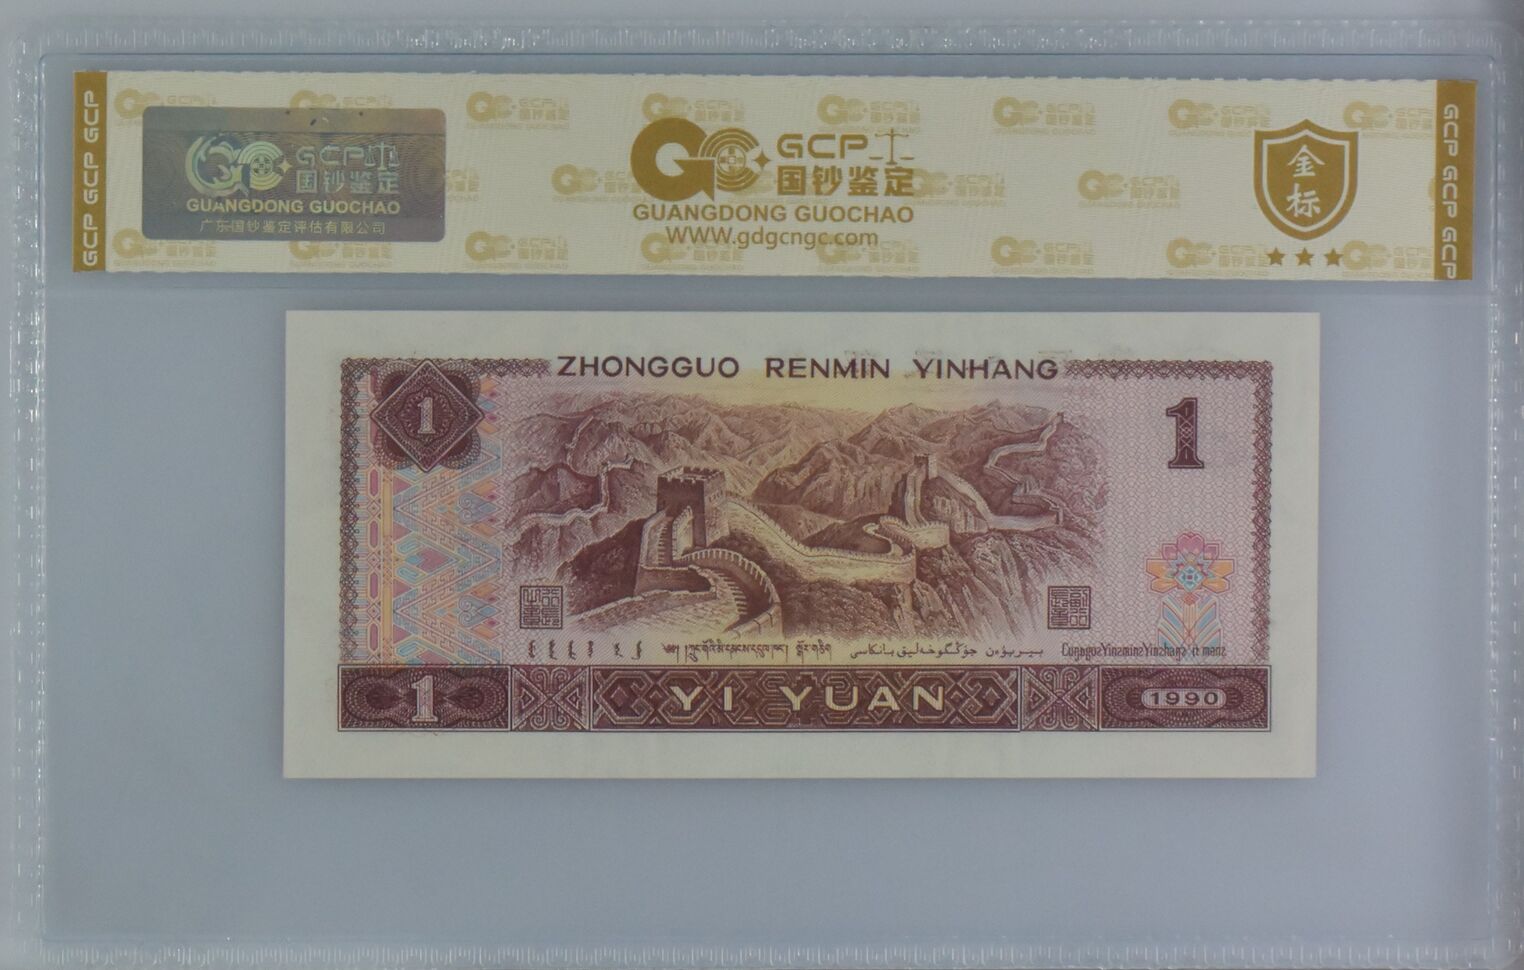 GCP GCP GCP
GCP
国钞鉴定
GUANGDONG GUOCHAO
广东国钞鉴定评估有限公司
GCP
国钞鉴定
GUANGDONG GUOCHAO
WWW.gdgcngc.com
金标
GCP GCP GCP
ZHONGGUO RENMIN YINHANG
1
1
1
YI YUAN
1990